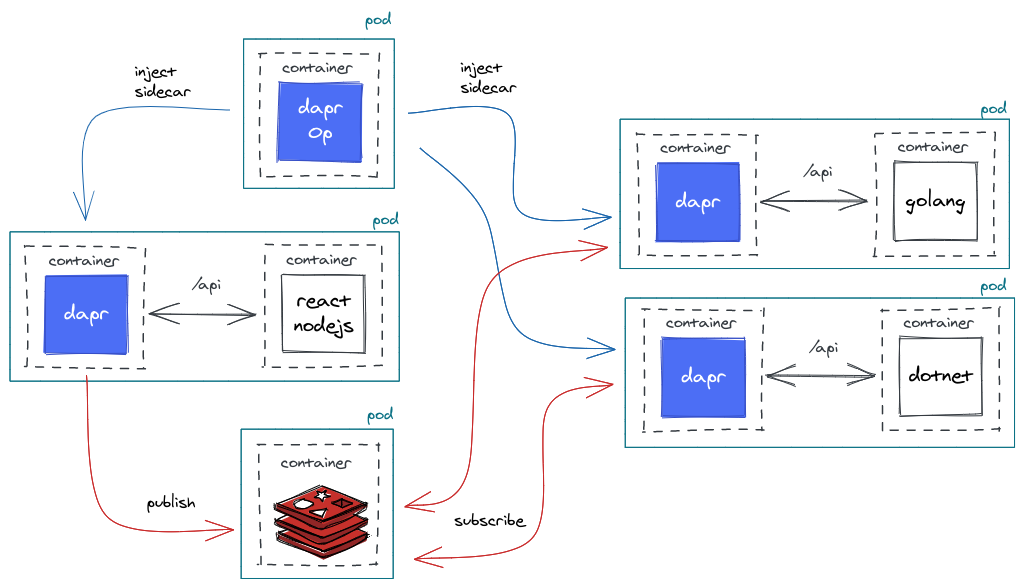 pod
container
dapr
Op
inject
sidecar
inject
sidecar
pod
container
dapr
/api
container
golang
pod
container
dapr
/api
container
react
nodejs
pod
container
dapr
/api
container
dotnet
pod
container
publish
subscribe